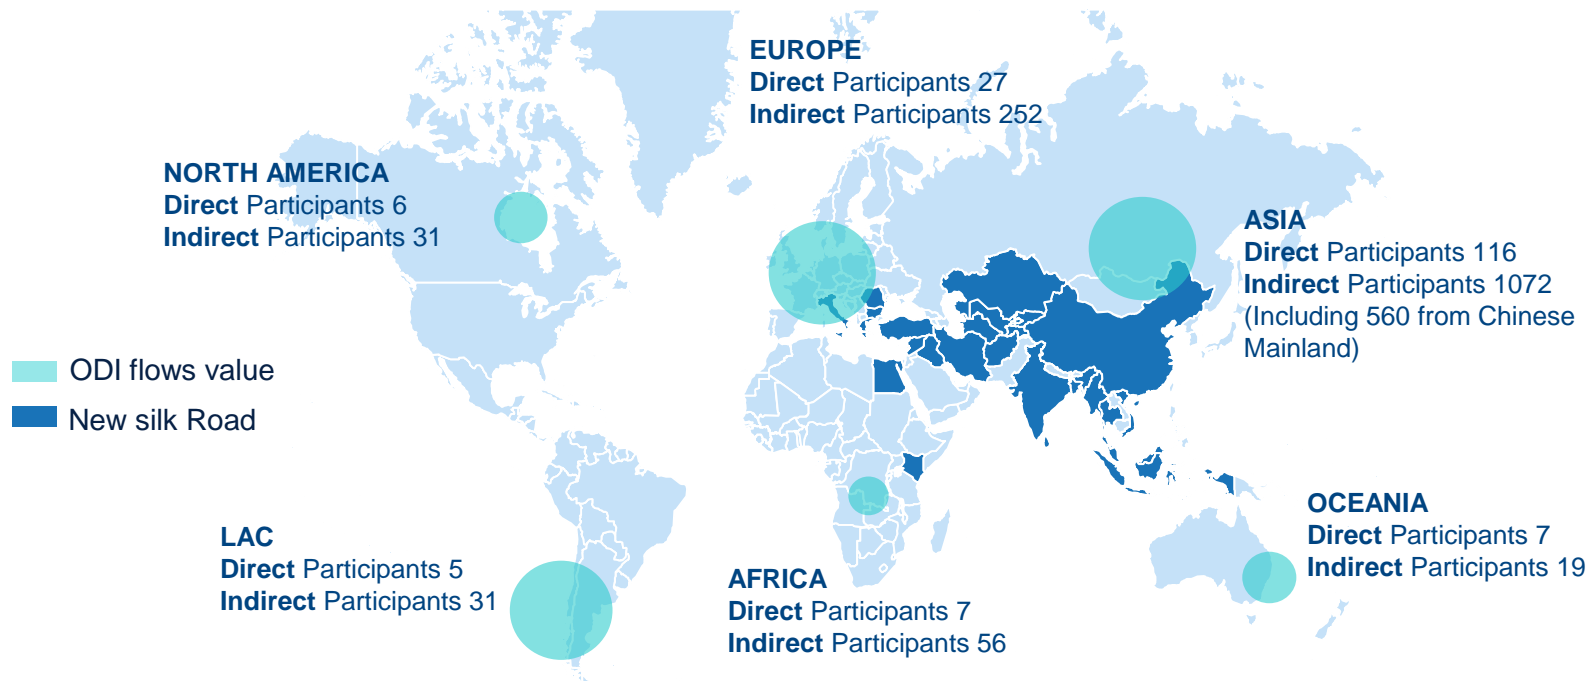 EUROPE
Direct Participants 27
Indirect Participants 252
NORTH AMERICA
Direct Participants 6
Indirect Participants 31
ASIA
Direct Participants 116
Indirect Participants 1072
(Including 560 from Chinese
Mainland)
ODI flows value
New silk Road
LAC
Direct Participants 5
Indirect Participants 31
AFRICA
Direct Participants 7
Indirect Participants 56
OCEANIA
Direct Participants 7
Indirect Participants 19